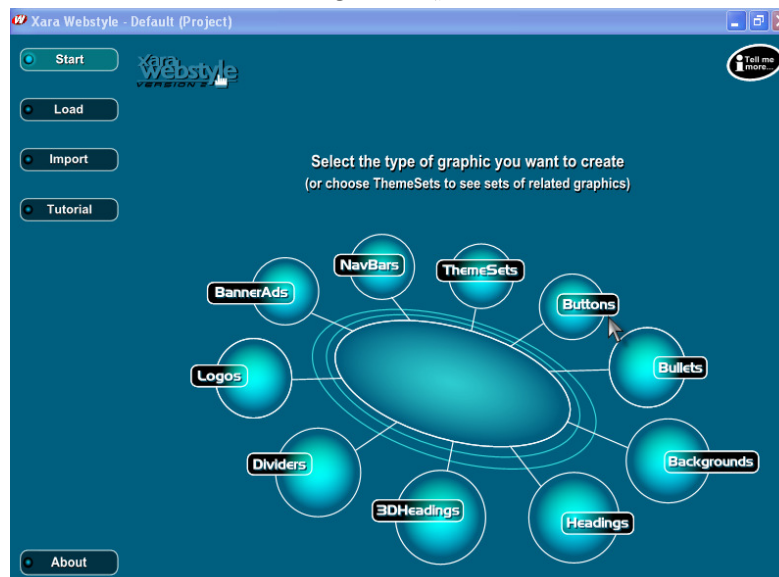 Xara Webstyle - Default (Project)
Start
xara
webstyle
VERSION 2
Tell me
more...
Load
Import
Tutorial
Select the type of graphic you want to create
(or choose ThemeSets to see sets of related graphics)
NavBars
ThemeSets
BannerAds
Buttons
Logos
Bullets
Dividers
Backgrounds
3DHeadings
Headings
About